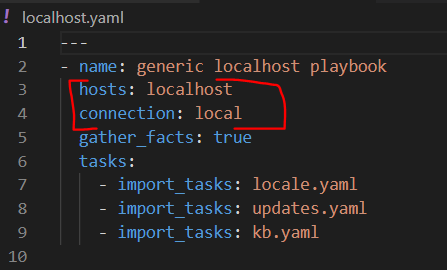 ! localhost.yaml
1 ---
2 - name: generic localhost playbook
3 hosts: localhost
4 connection: local
5 gather_facts: true
6 tasks:
7 - import_tasks: locale.yaml
8 - import_tasks: updates.yaml
9 - import_tasks: kb.yaml
10